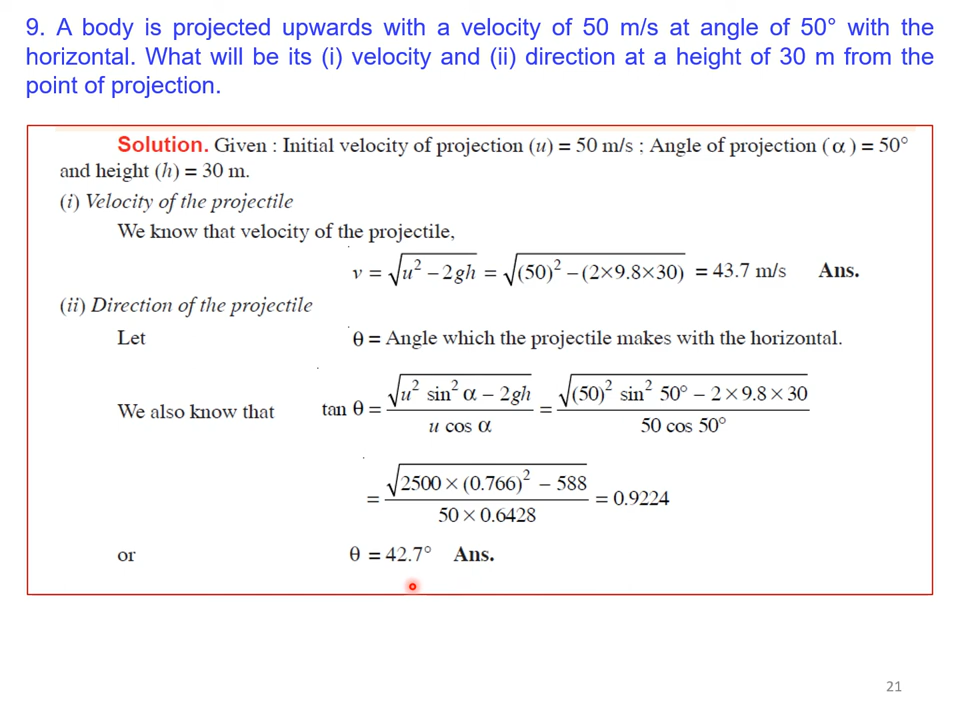 9. A body is projected upwards with a velocity of 50 m/s at angle of 50° with the
horizontal. What will be its (i) velocity and (ii) direction at a height of 30 m from the
point of projection.
Solution. Given : Initial velocity of projection (u) = 50 m/s ; Angle of projection (α) = 50°
and height (h) = 30 m.
(i) Velocity of the projectile
We know that velocity of the projectile,
v = √(u² – 2gh) = √((50)² – (2×9.8×30)) = 43.7 m/s Ans.
(ii) Direction of the projectile
Let θ = Angle which the projectile makes with the horizontal.
We also know that tan θ = √(u² sin² α – 2gh) / (u cos α) = √((50)² sin² 50° – 2 × 9.8 × 30) / (50 cos 50°)
= √(2500 × (0.766)² – 588) / (50 × 0.6428) = 0.9224
or θ = 42.7° Ans.
21